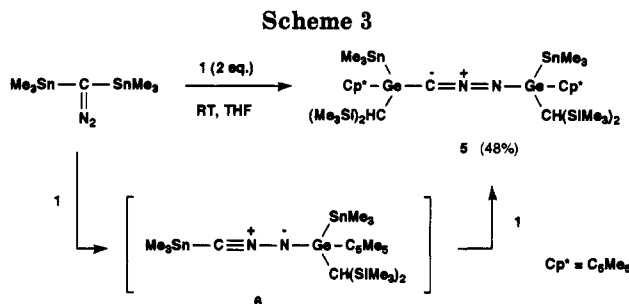 Scheme 3
Me3Sn C SnMe3
N2
1 (2 eq.)
RT, THF
Me3Sn SnMe3
Cp* Ge C - N + N Ge Cp*
(Me3Si)2HC CH(SiMe3)2
5 (48%)
1
1
SnMe3
Me3Sn C N + N - Ge C5Me5
CH(SiMe3)2
6
Cp* = C5Me5